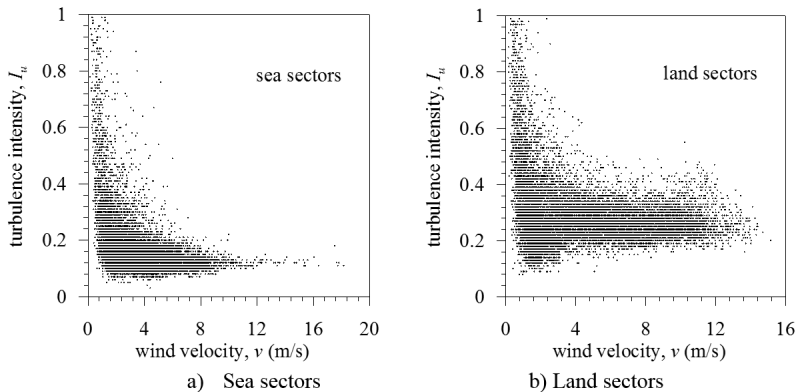 1
0.8
0.6
0.4
0.2
0
turbulence intensity, Iu
sea sectors
0 4 8 12 16 20
wind velocity, v (m/s)
a) Sea sectors
1
0.8
0.6
0.4
0.2
0
turbulence intensity, Iu
land sectors
0 4 8 12 16
wind velocity, v (m/s)
b) Land sectors